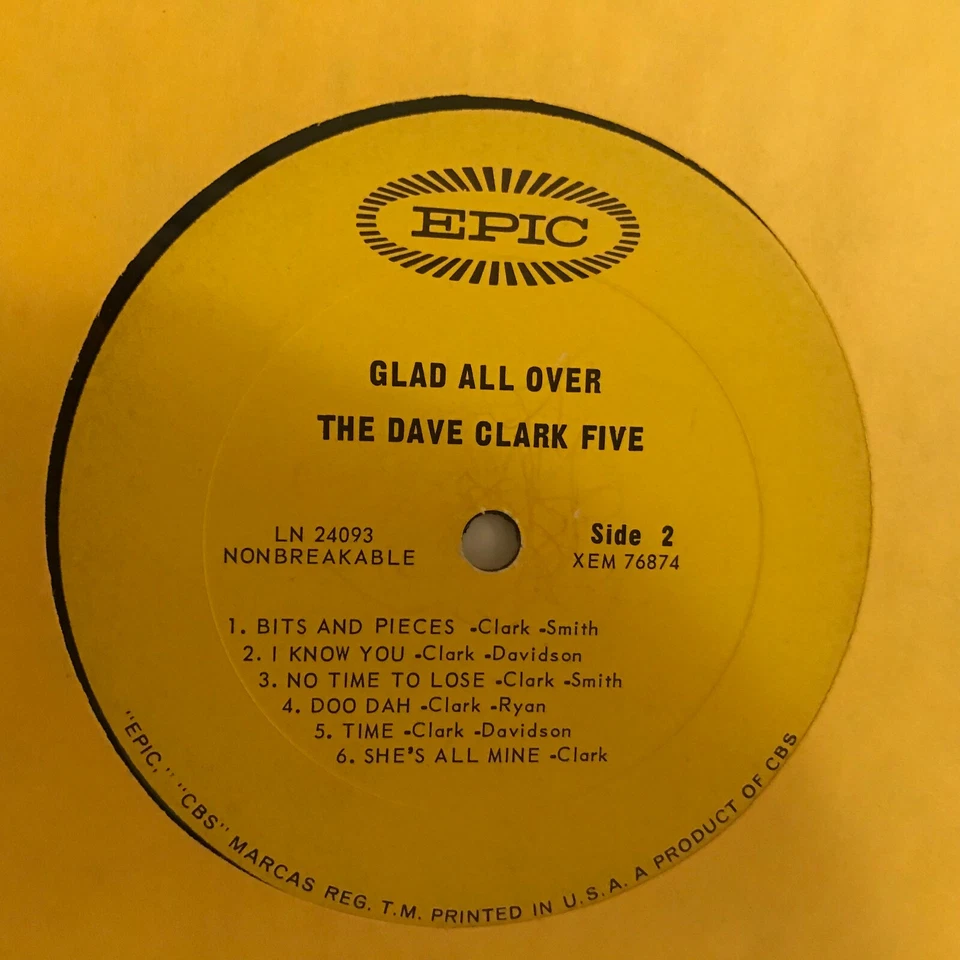 EPIC
GLAD ALL OVER
THE DAVE CLARK FIVE
LN 24093
NONBREAKABLE
Side 2
XEM 76874
1. BITS AND PIECES -Clark -Smith
2. I KNOW YOU -Clark -Davidson
3. NO TIME TO LOSE -Clark -Smith
4. DOO DAH -Clark -Ryan
5. TIME -Clark -Davidson
6. SHE'S ALL MINE -Clark
"EPIC," "CBS" MARCAS REG. T.M. PRINTED IN U.S.A. A PRODUCT OF CBS